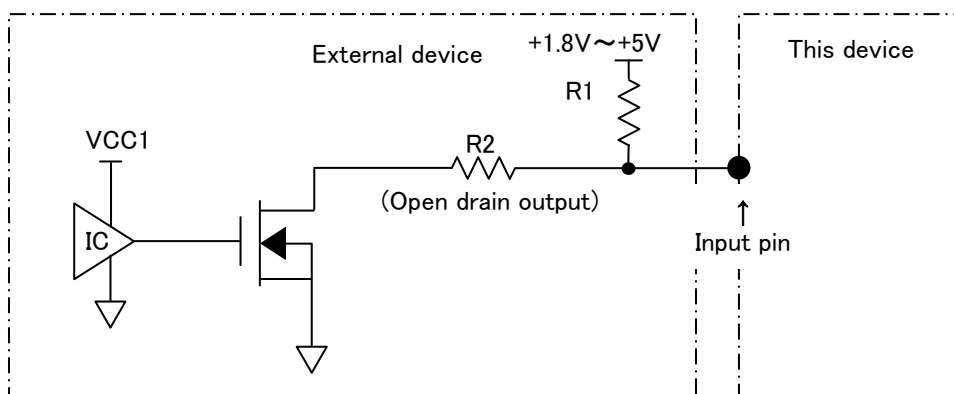 External device
+1.8V～+5V
This device
R1
VCC1
R2
(Open drain output)
IC
↑
Input pin